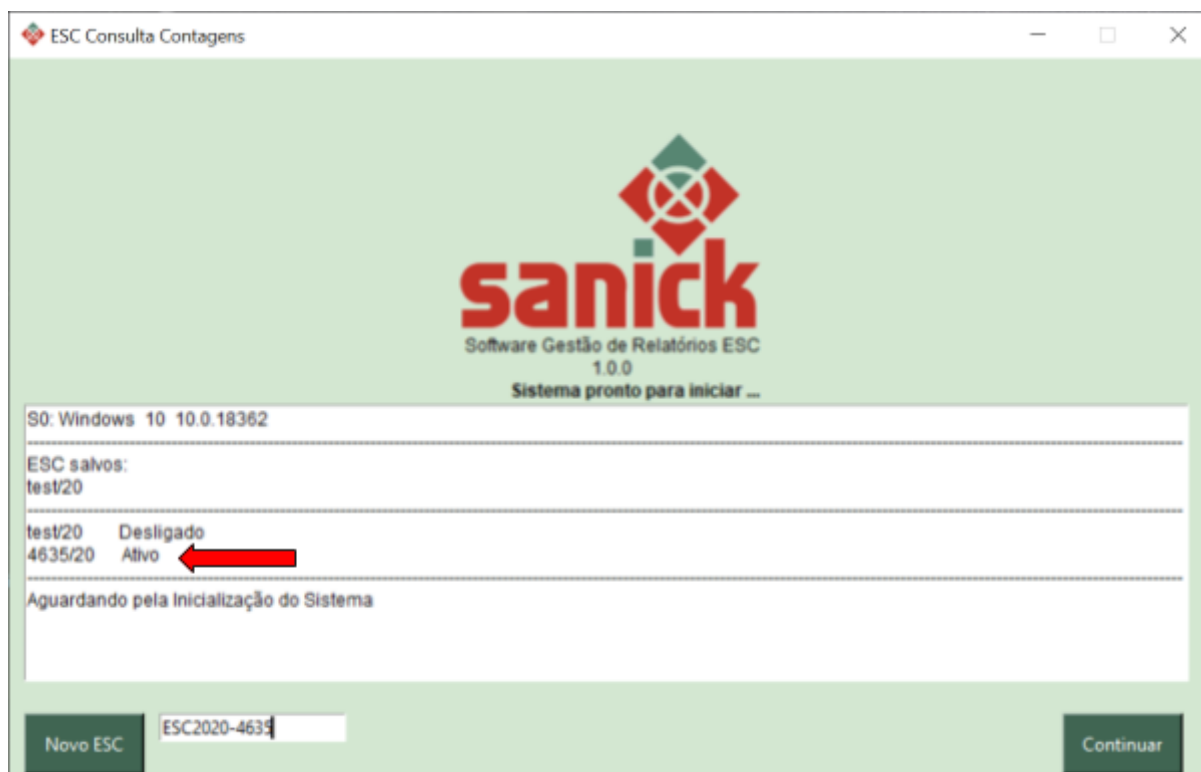 ESC Consulta Contagens
sanick
Software Gestão de Relatórios ESC
1.0.0
Sistema pronto para iniciar ...
S0: Windows 10 10.0.18362
ESC salvos:
test/20
test/20 Desligado
4635/20 Ativo
Aguardando pela Inicialização do Sistema
Novo ESC ESC2020-4635 Continuar